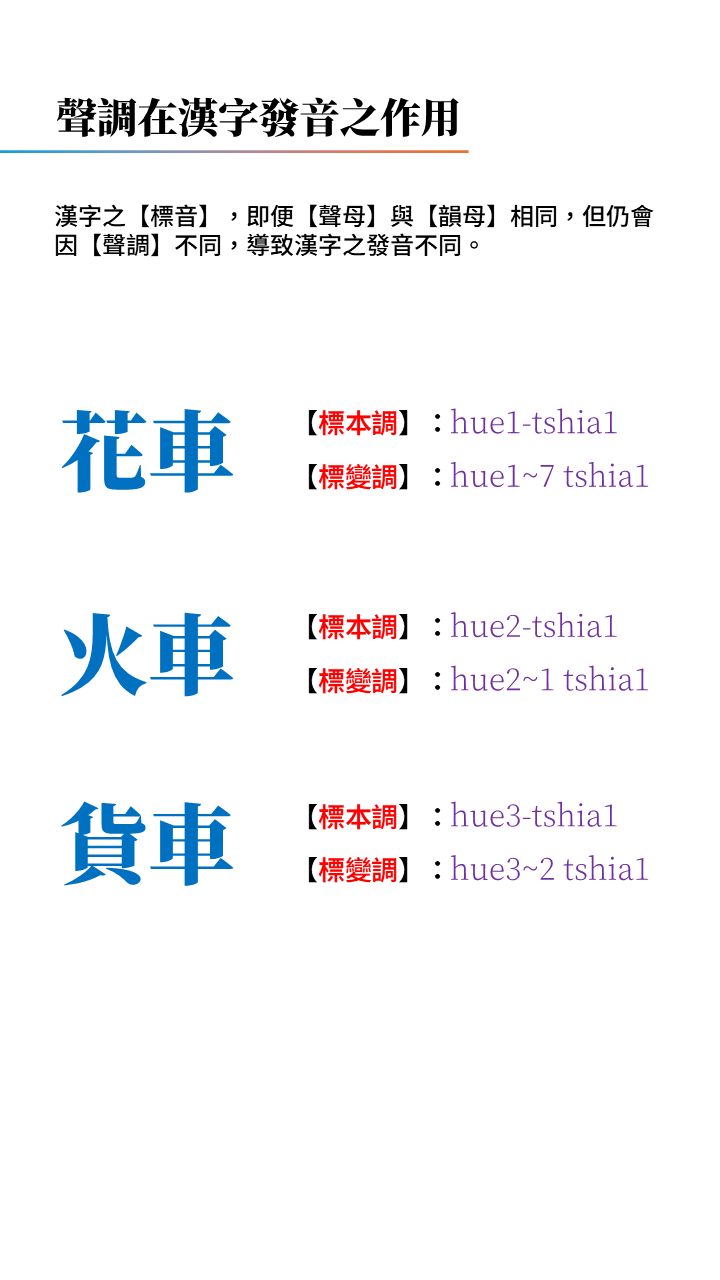 聲調在漢字發音之作用
漢字之【標音】，即便【聲母】與【韻母】相同，但仍會
因【聲調】不同，導致漢字之發音不同。
花車
【標本調】：hue1-tshia1
【標變調】：hue1~7 tshia1
火車
【標本調】：hue2-tshia1
【標變調】：hue2~1 tshia1
貨車
【標本調】：hue3-tshia1
【標變調】：hue3~2 tshia1